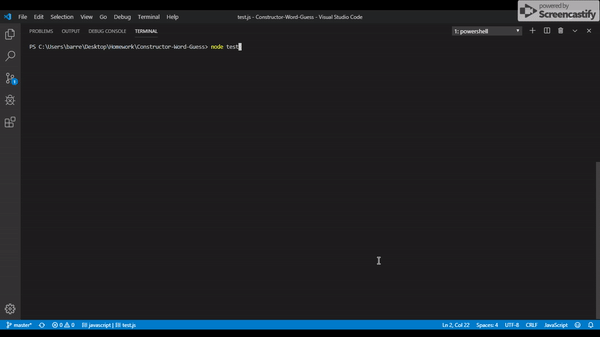 File Edit Selection View Go Debug Terminal Help
test.js - Constructor-Word-Guess - Visual Studio Code
powered by
Screencastify
PROBLEMS OUTPUT DEBUG CONSOLE TERMINAL
1: powershell
PS C:\Users\barre\Desktop\Homework\Constructor-Word-Guess> node test
1
master* 0 0 javascript | test.js
Ln 2, Col 22 Spaces: 4 UTF-8 CRLF JavaScript